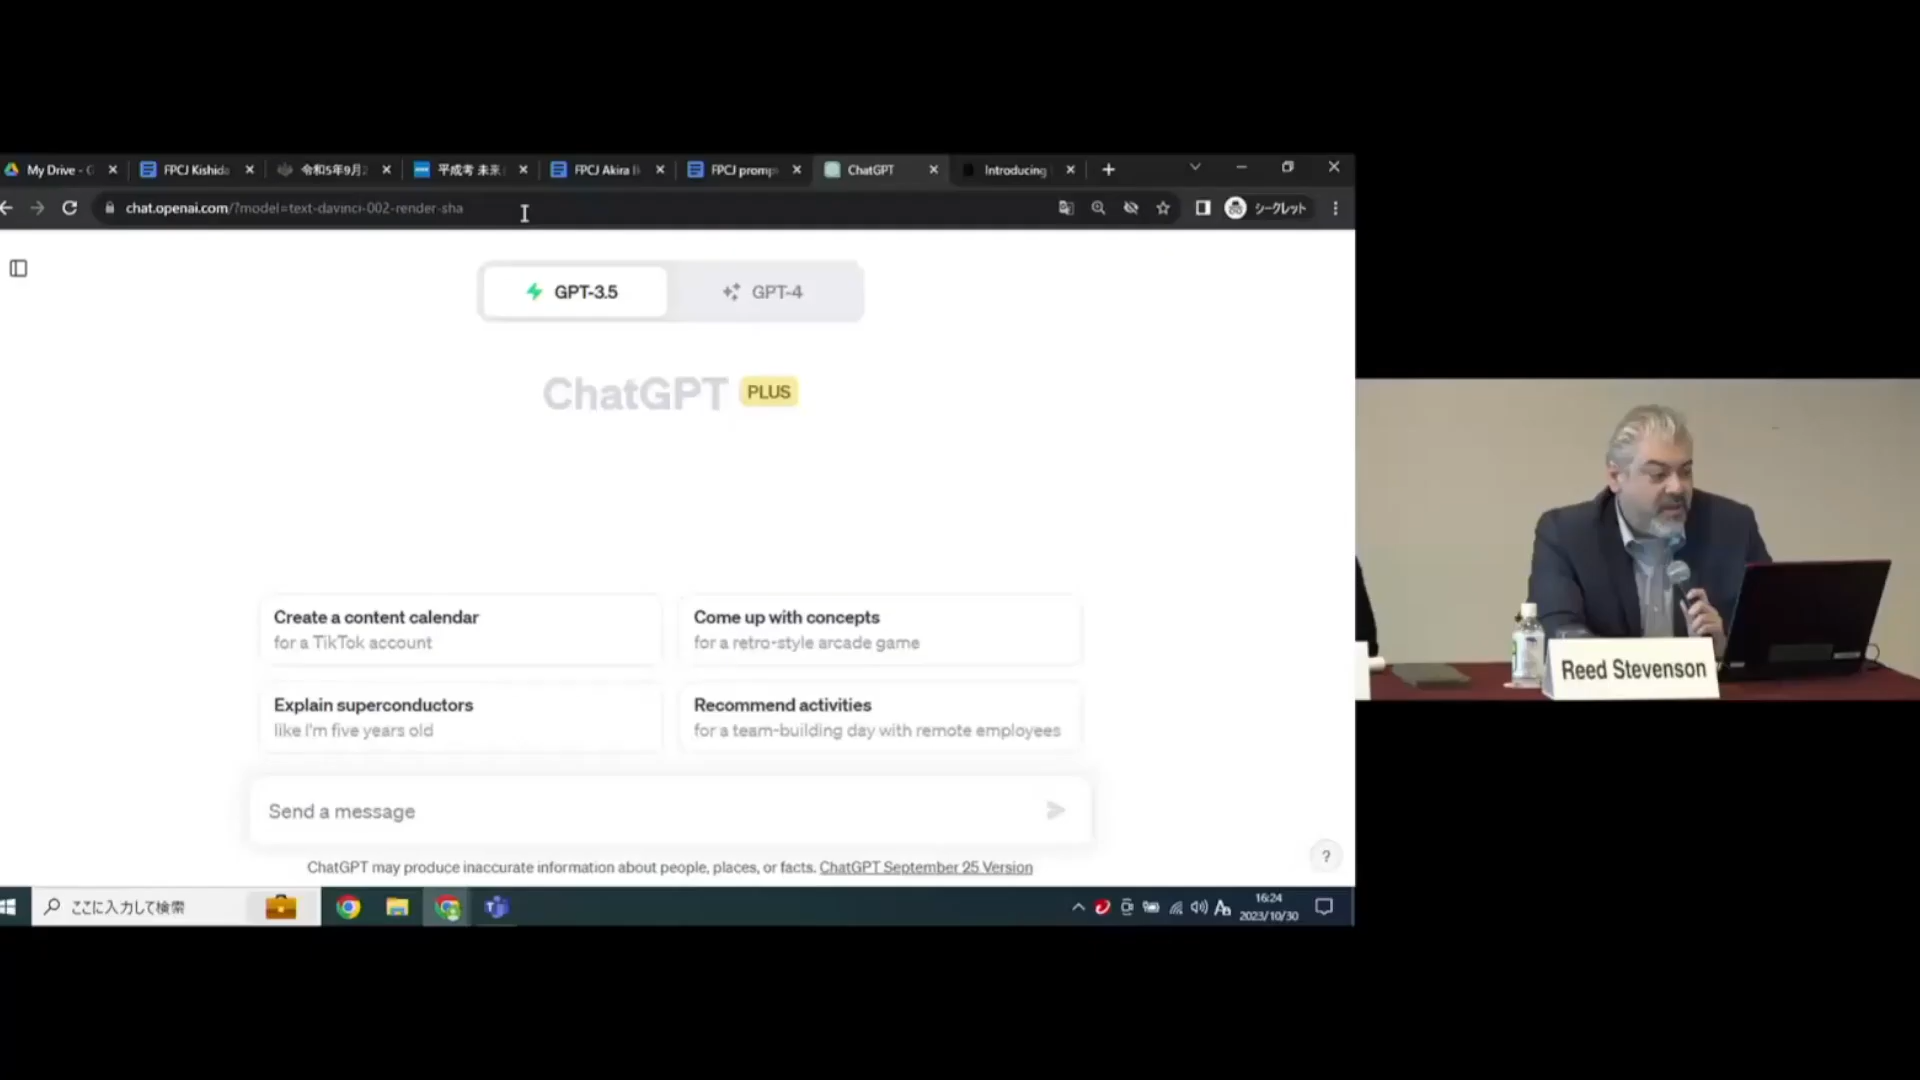 My Drive - G
FPCJ Kishida
令和5年9月2
平成考 未来
FPCJ Akira I
FPCJ promp
ChatGPT
Introducing
chat.openai.com/?model=text-davinci-002-render-sha
シークレット
GPT-3.5
GPT-4
ChatGPT PLUS
Create a content calendar
for a TikTok account
Come up with concepts
for a retro-style arcade game
Explain superconductors
like I'm five years old
Recommend activities
for a team-building day with remote employees
Send a message
ChatGPT may produce inaccurate information about people, places, or facts. ChatGPT September 25 Version
?
ここに入力して検索
16:24
2023/10/30
Reed Stevenson